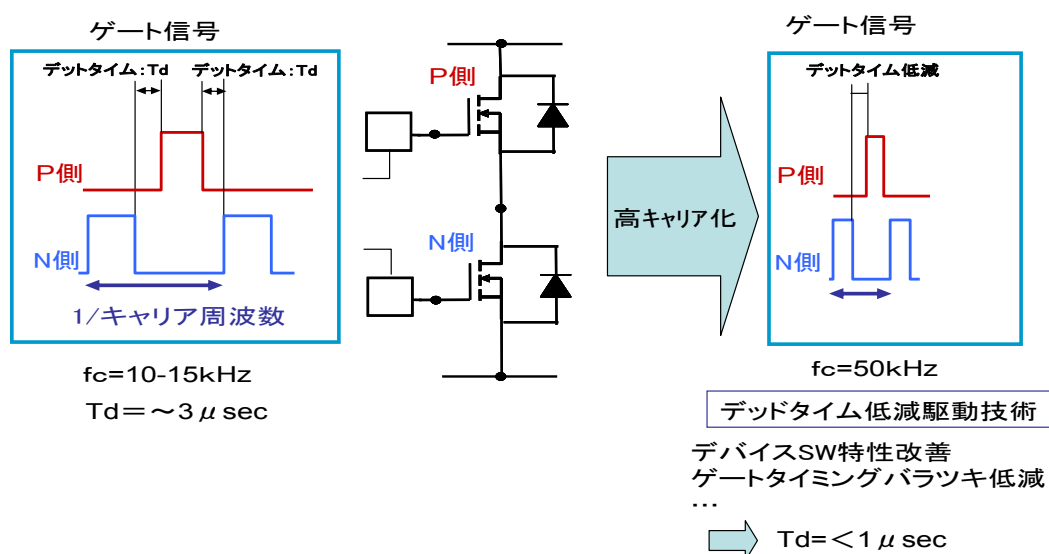 ゲート信号
デットタイム:Td
デットタイム:Td
P側
N側
1/キャリア周波数
fc=10-15kHz
Td=~3μsec
P側
N側
高キャリア化
ゲート信号
デットタイム低減
P側
N側
fc=50kHz
デッドタイム低減駆動技術
デバイスSW特性改善
ゲートタイミングバラツキ低減
…
Td=<1μsec